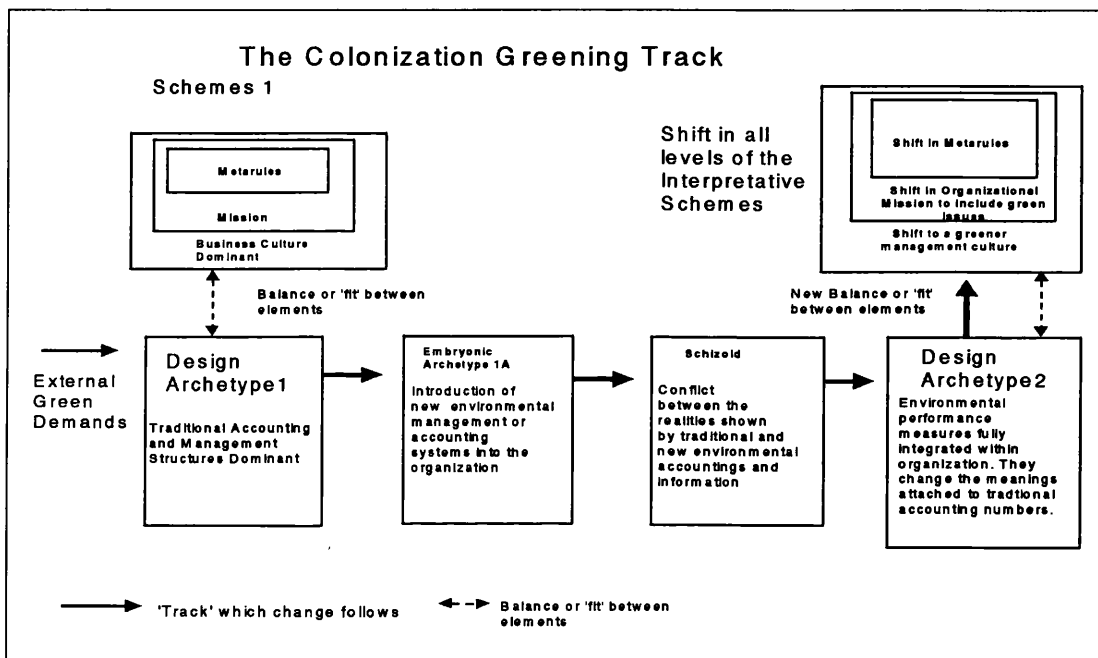 The Colonization Greening Track
Schemes 1
Metarules
Mission
Business Culture
Dominant
Balance or 'fit' between
elements
Shift in all
levels of the
Interpretative
Schemes
Shift in Metarules
Shift in Organizational
Mission to include green
issues
Shift to a greener
management culture
New Balance or 'fit'
between elements
External
Green
Demands
Design
Archetype1
Traditional Accounting
and Management
Structures Dominant
Embryonic
Archetype 1A
Introduction of
new environmental
management or
accounting
systems into the
organization
Schizoid
Conflict
between the
realities shown
by traditional and
new environmental
accountings and
information
Design
Archetype2
Environmental
performance
measures fully
integrated within
organization. They
change the meanings
attached to tradtional
accounting numbers.
'Track' which change follows
Balance or 'fit' between
elements